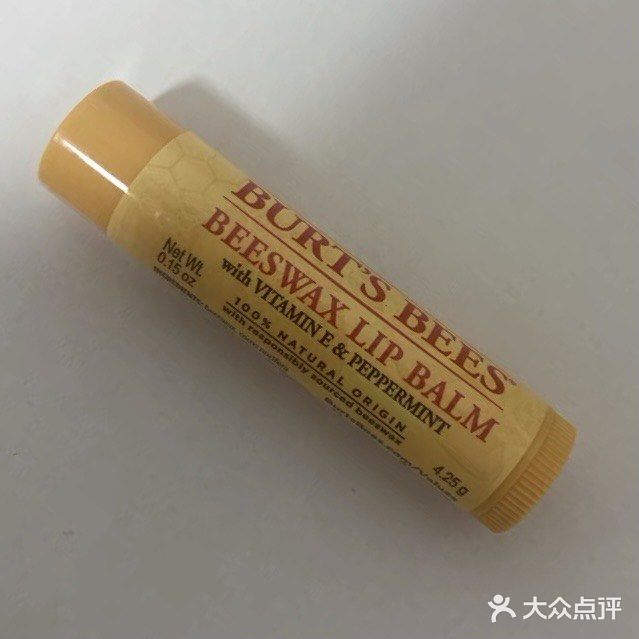 BURT'S BEES™
BEESWAX LIP BALM
with VITAMIN E & PEPPERMINT
100% NATURAL ORIGIN
with responsibly sourced beeswax
Net Wt.
0.15 oz
4.25 g
大众点评